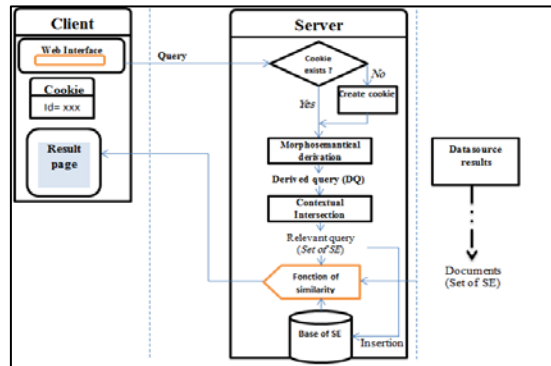 Client
Web Interface
Cookie
Id= xxx
Result
page
Query
Server
Cookie
exists ?
No
Create cookie
Yes
Morphosemantical
derivation
Derived query (DQ)
Contextual
Intersection
Relevant query
(Set of SE)
Fonction of
similarity
Base of SE
Insertion
Datasource
results
Documents
(Set of SE)